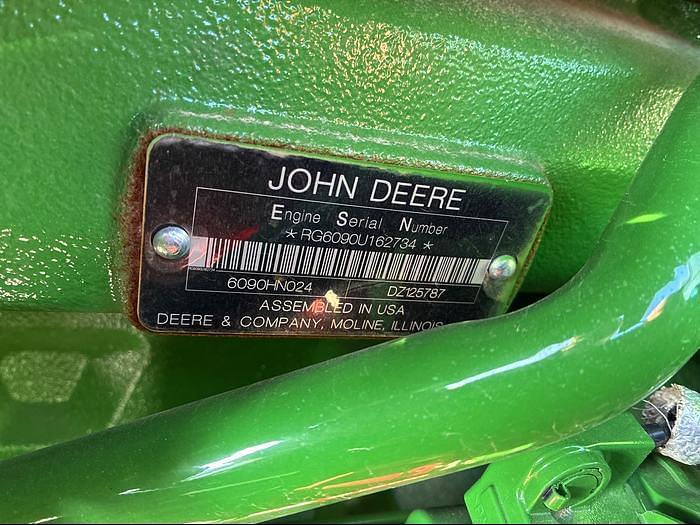 JOHN DEERE
Engine Serial Number
*RG6090U162734*
6090HN024 DZ125787
ASSEMBLED IN USA
DEERE & COMPANY, MOLINE, ILLINOIS